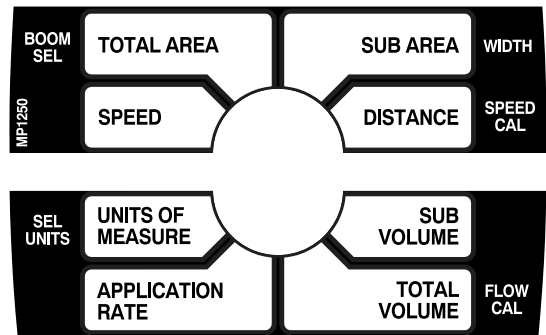 BOOM
SEL
TOTAL AREA
SUB AREA
WIDTH
MP1250
SPEED
DISTANCE
SPEED
CAL
SEL
UNITS
UNITS OF
MEASURE
SUB
VOLUME
APPLICATION
RATE
TOTAL
VOLUME
FLOW
CAL